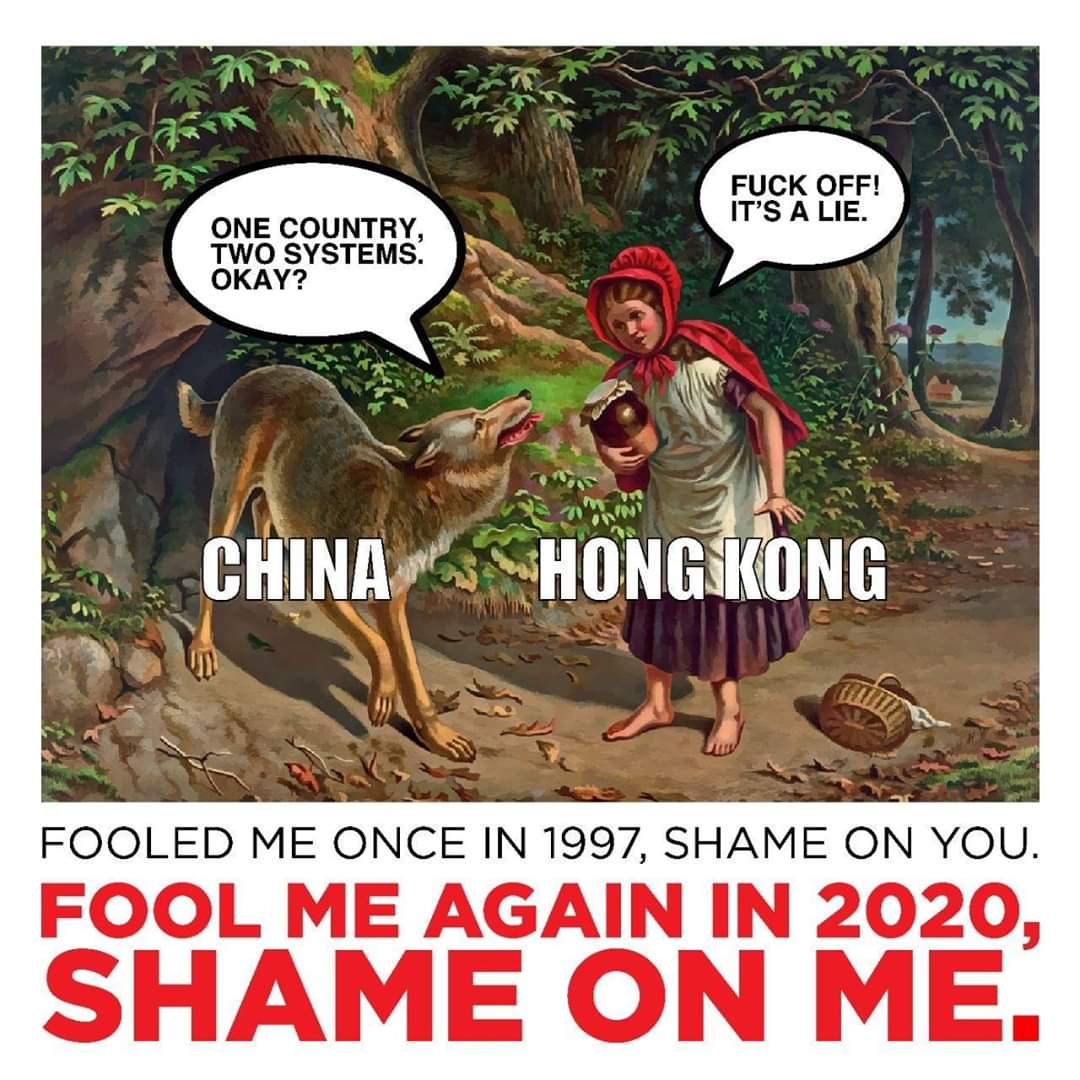 ONE COUNTRY,
TWO SYSTEMS.
OKAY?
FUCK OFF!
IT'S A LIE.
CHINA
HONG KONG
FOOLED ME ONCE IN 1997, SHAME ON YOU.
FOOL ME AGAIN IN 2020,
SHAME ON ME.